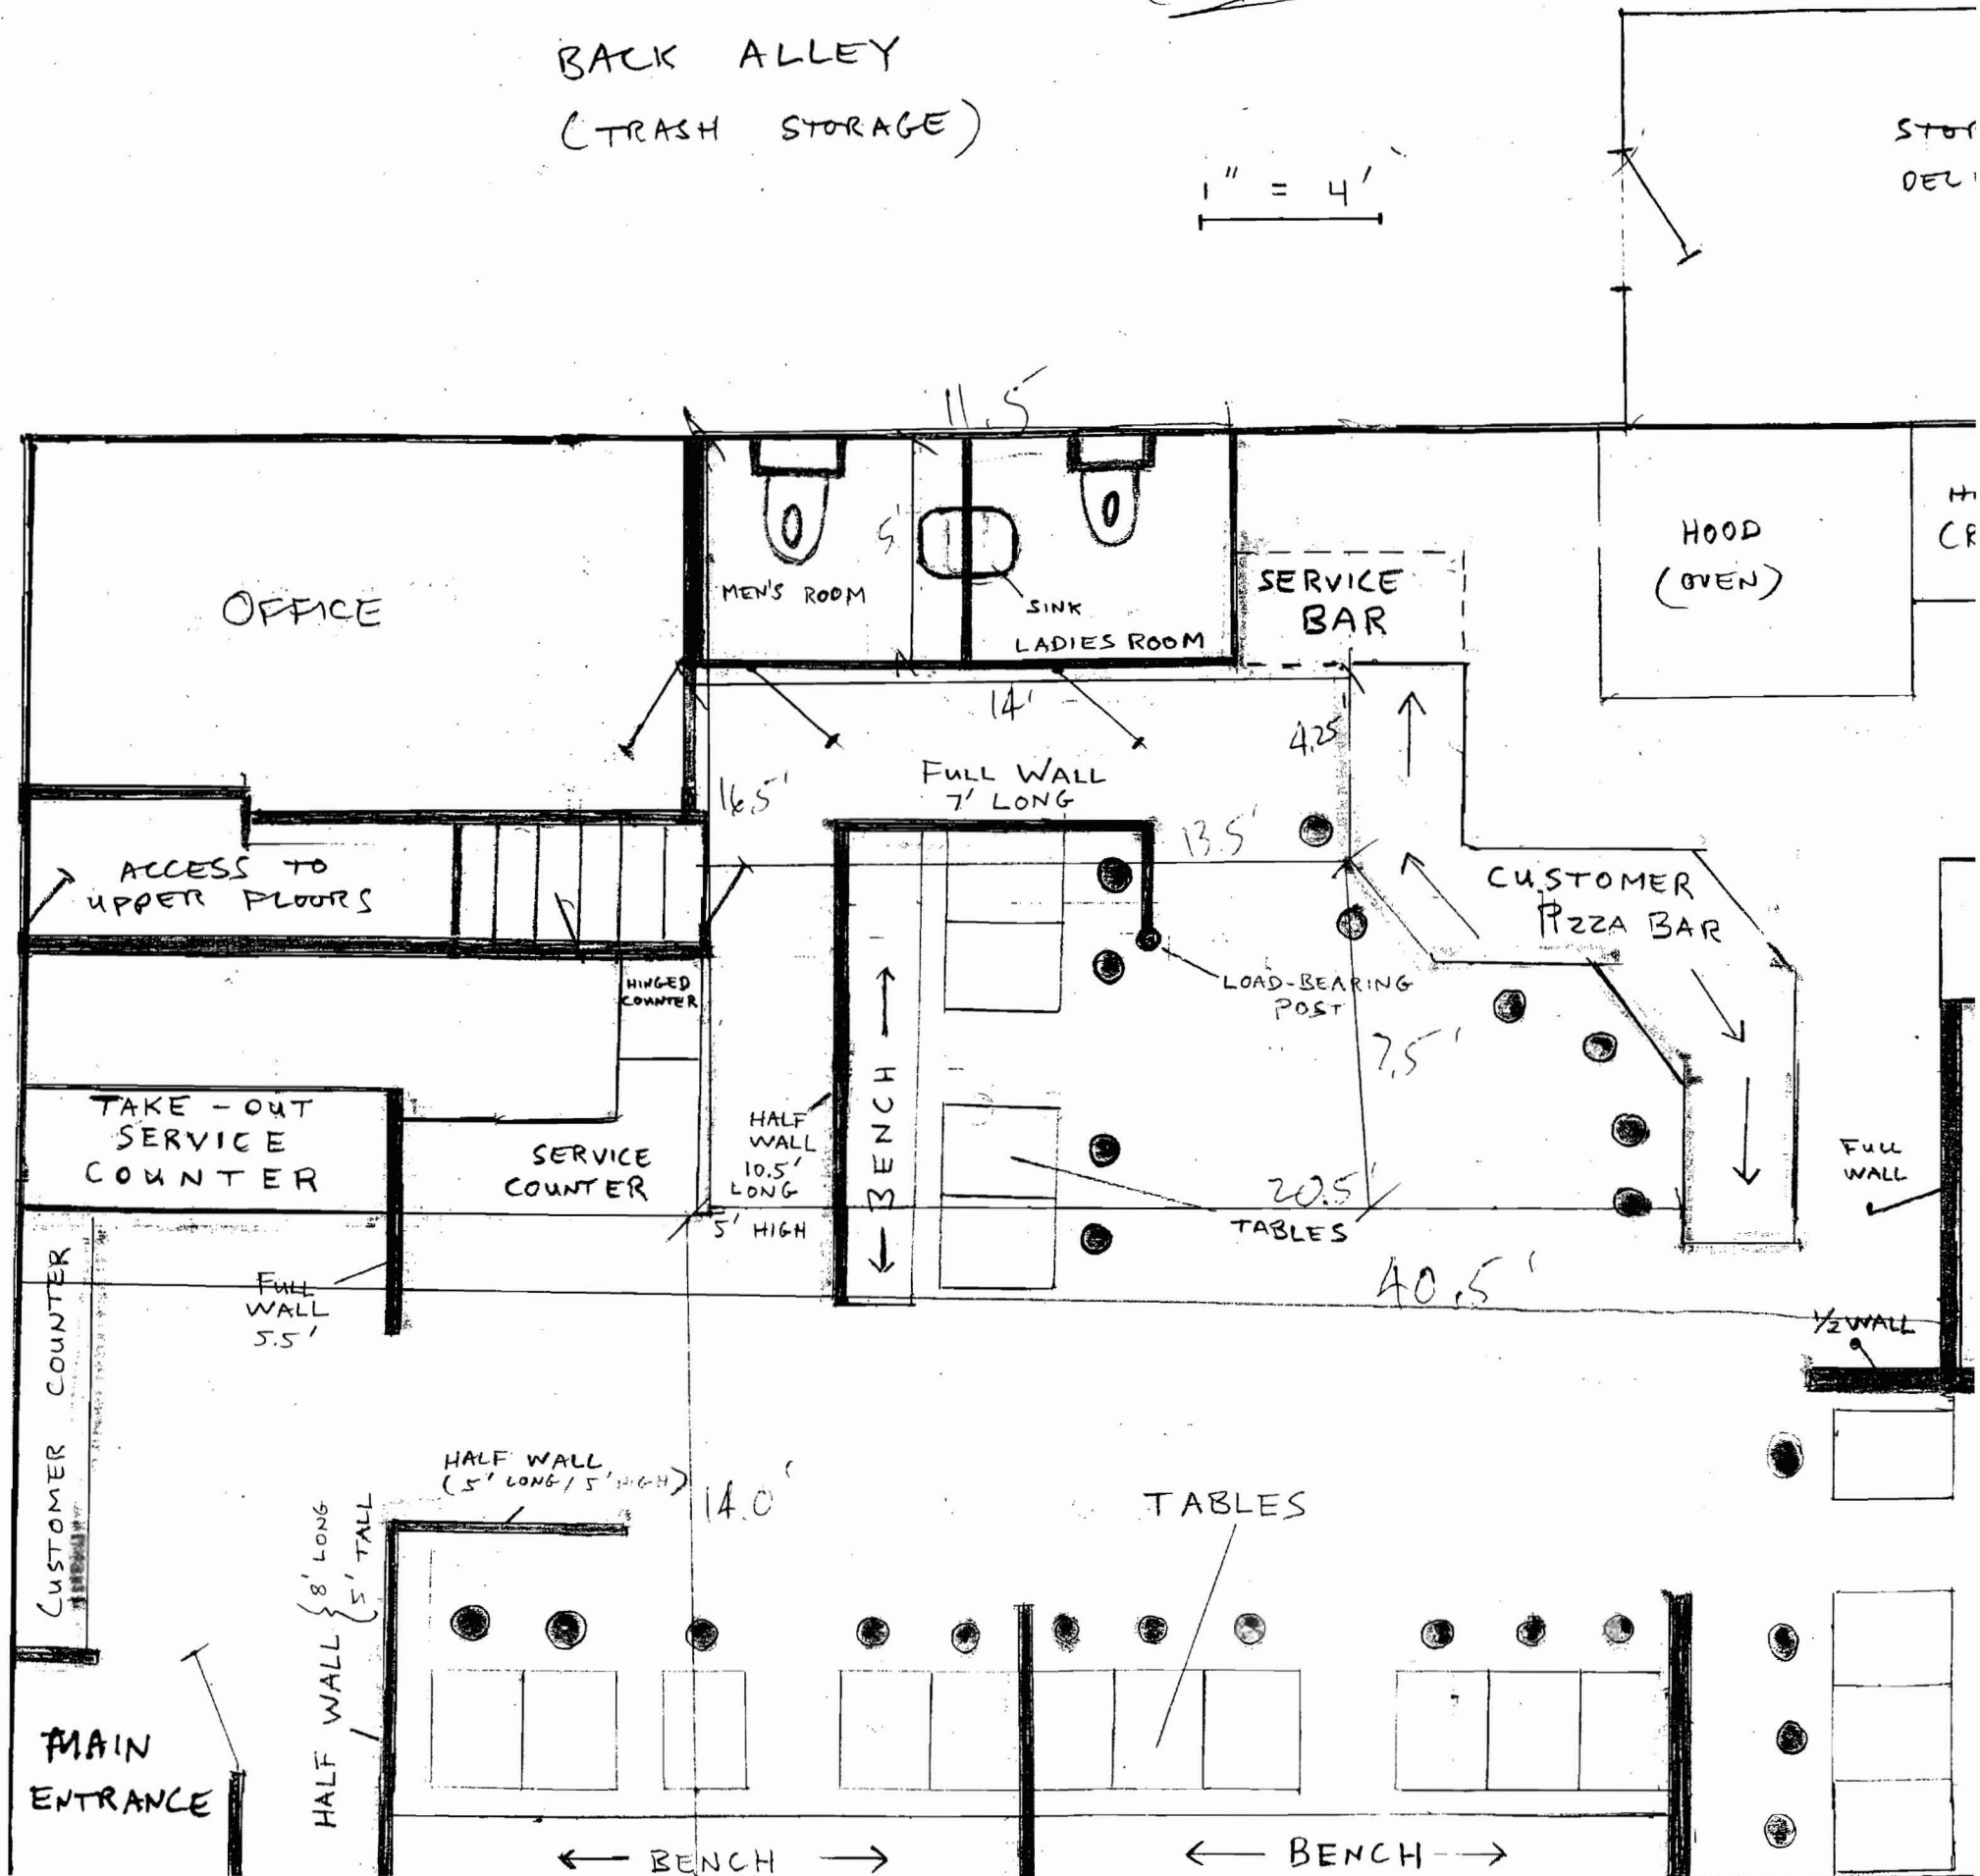 BACK ALLEY
(TRASH STORAGE)
1" = 4'
11.5
OFFICE
5'
MEN'S ROOM
SINK
LADIES ROOM
SERVICE
BAR
HOOD
(OVEN)
14'
4.25
16.5'
FULL WALL
7' LONG
13.5'
ACCESS TO
UPPER FLOORS
CUSTOMER
PIZZA BAR
HINGED
COUNTER
LOAD-BEARING
POST
7.5'
BENCH
TAKE-OUT
SERVICE
COUNTER
SERVICE
COUNTER
HALF
WALL
10.5'
LONG
5' HIGH
20.5'
TABLES
FULL
WALL
40.5'
FULL
WALL
5.5'
1/2 WALL
CUSTOMER COUNTER
HALF WALL
(5' LONG / 5' HIGH)
14.0'
TABLES
HALF WALL { 8' LONG
5' TALL
MAIN
ENTRANCE
BENCH
BENCH